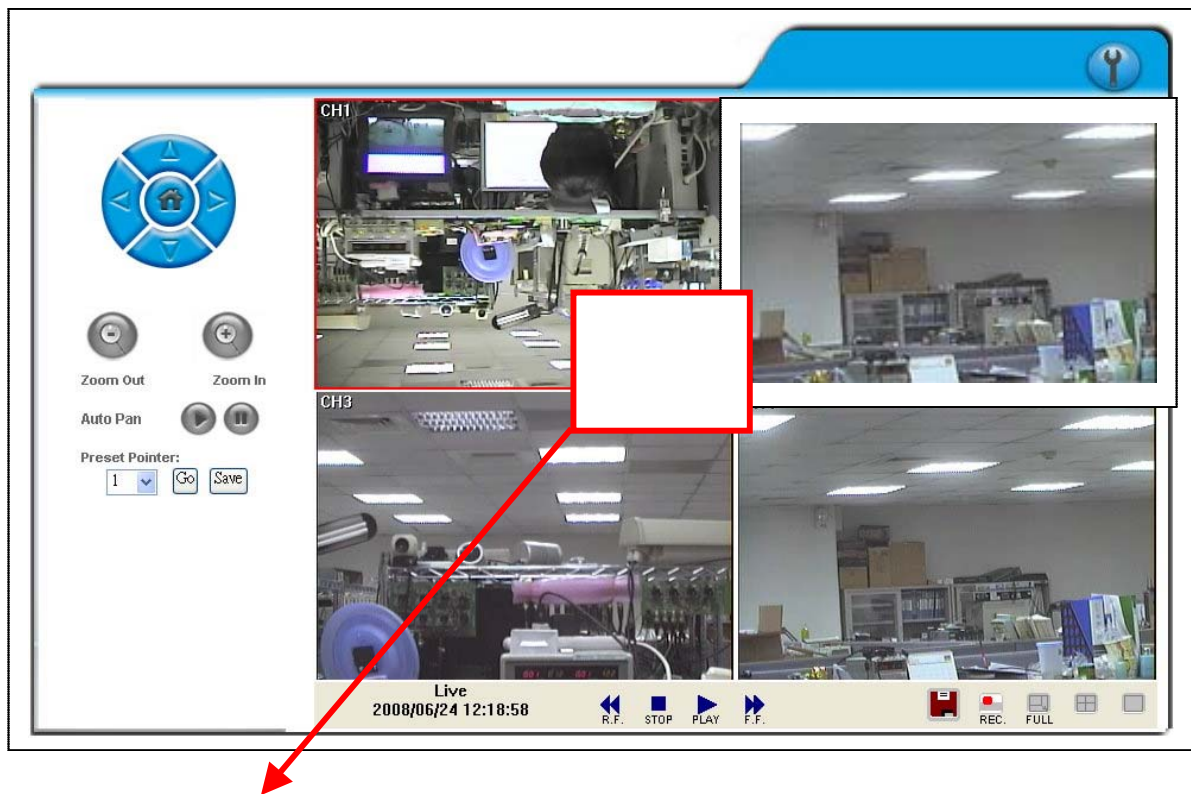 CH1
Zoom Out Zoom In
Auto Pan
Preset Pointer:
1 Go Save
CH3
Live
2008/06/24 12:18:58
R.F. STOP PLAY F.F.
REC. FULL